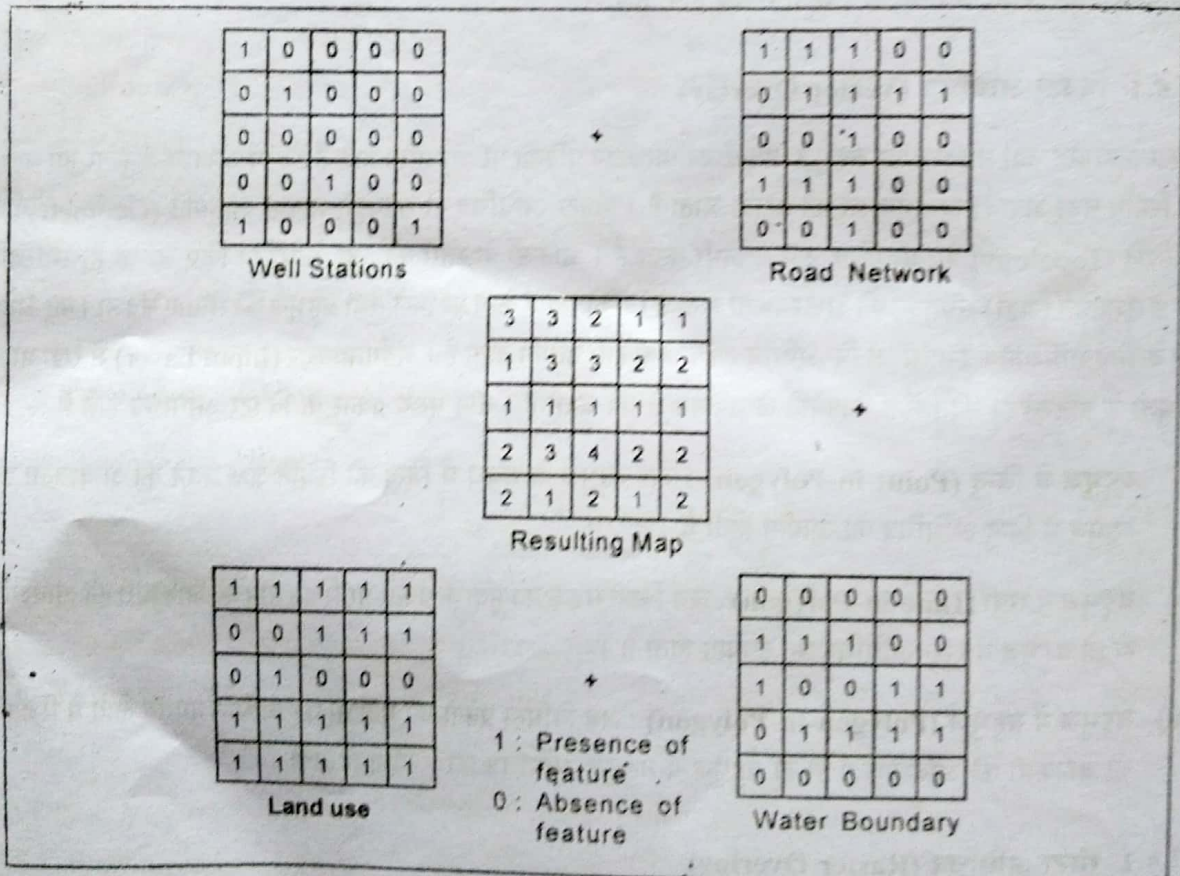 1 0 0 0 0
0 1 0 0 0
0 0 0 0 0
0 0 1 0 0
1 0 0 0 1
Well Stations
+
1 1 1 0 0
0 1 1 1 1
0 0 1 0 0
1 1 1 0 0
0 0 1 0 0
Road Network
3 3 2 1 1
1 3 3 2 2
1 1 1 1 1
2 3 4 2 2
2 1 2 1 2
Resulting Map
+
1 1 1 1 1
0 0 1 1 1
0 1 0 0 0
1 1 1 1 1
1 1 1 1 1
Land use
+
1 : Presence of
feature
0 : Absence of
feature
0 0 0 0 0
1 1 1 0 0
1 0 0 1 1
0 1 1 1 1
0 0 0 0 0
Water Boundary